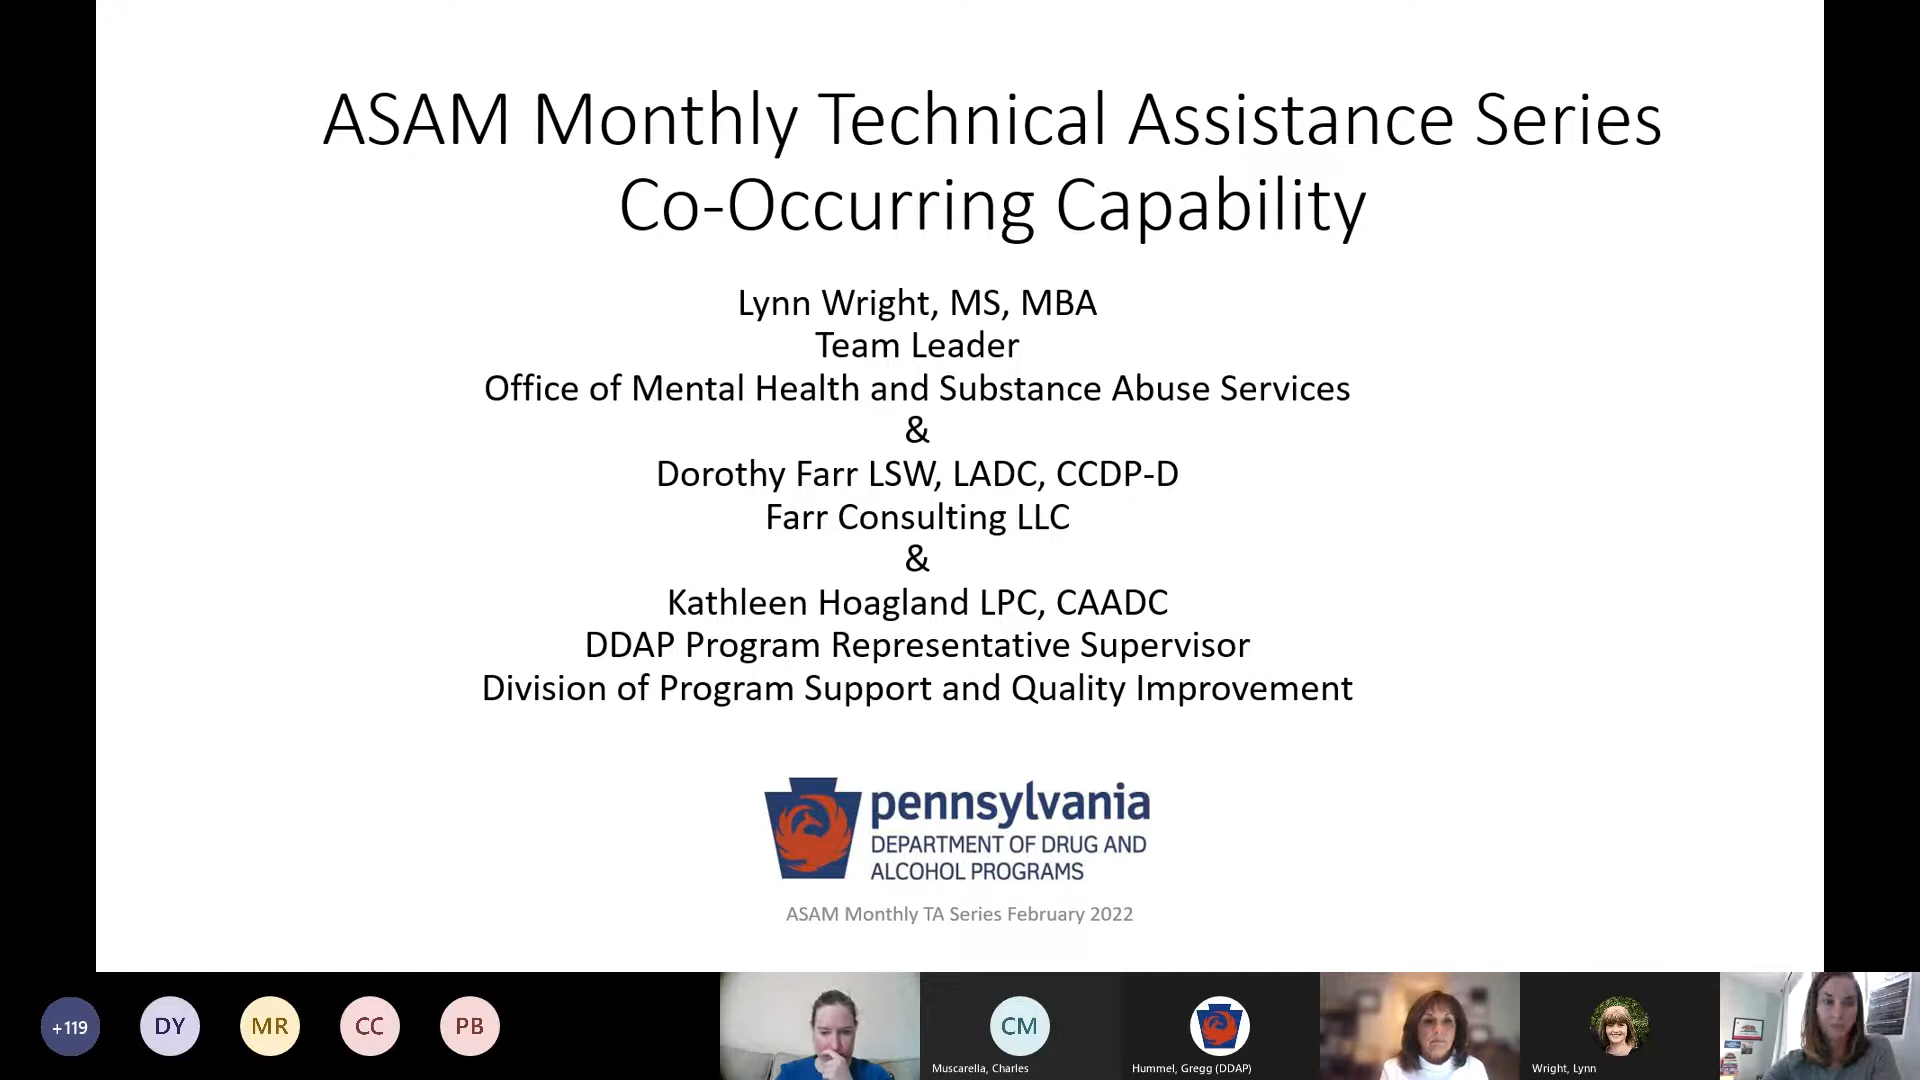 ASAM Monthly Technical Assistance Series
Co-Occurring Capability
Lynn Wright, MS, MBA
Team Leader
Office of Mental Health and Substance Abuse Services
&
Dorothy Farr LSW, LADC, CCDP-D
Farr Consulting LLC
&
Kathleen Hoagland LPC, CAADC
DDAP Program Representative Supervisor
Division of Program Support and Quality Improvement
pennsylvania
DEPARTMENT OF DRUG AND
ALCOHOL PROGRAMS
ASAM Monthly TA Series February 2022
+119
DY
MR
CC
PB
CM
Muscarella, Charles
Hummel, Gregg (DDAP)
Wright, Lynn